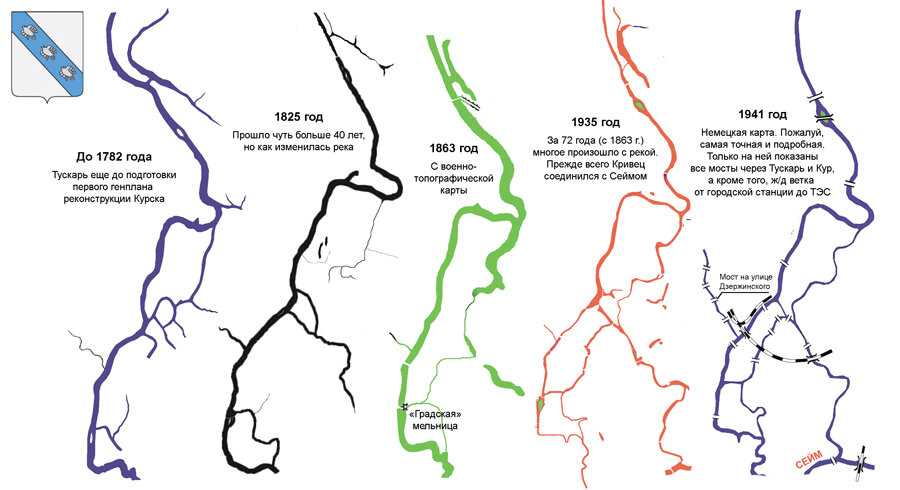 До 1782 года
Тускарь еще до подготовки
первого генплана
реконструкции Курска
1825 год
Прошло чуть больше 40 лет,
но как изменилась река
1863 год
С военно-
топографической
карты
«Градская»
мельница
1935 год
За 72 года (с 1863 г.)
многое произошло с рекой.
Прежде всего Кривец
соединился с Сеймом
1941 год
Немецкая карта. Пожалуй,
самая точная и подробная.
Только на ней показаны
все мосты через Тускарь и Кур,
а кроме того, ж/д ветка
от городской станции до ТЭС
Мост на улице
Дзержинского
СЕЙМ